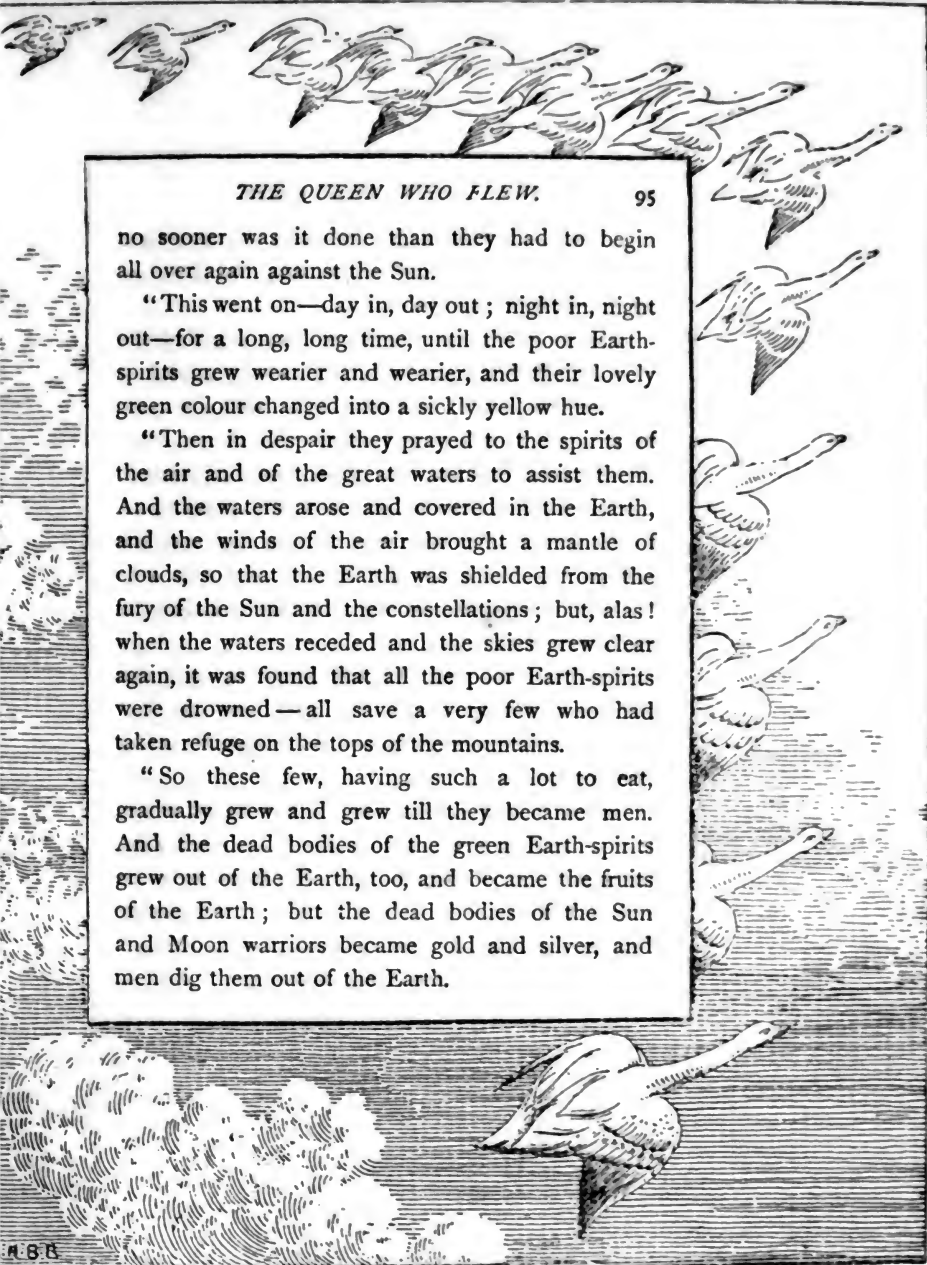 THE QUEEN WHO FLEW. 95
no sooner was it done than they had to begin
all over again against the Sun.
"This went on—day in, day out; night in, night
out—for a long, long time, until the poor Earth-
spirits grew wearier and wearier, and their lovely
green colour changed into a sickly yellow hue.
"Then in despair they prayed to the spirits of
the air and of the great waters to assist them.
And the waters arose and covered in the Earth,
and the winds of the air brought a mantle of
clouds, so that the Earth was shielded from the
fury of the Sun and the constellations; but, alas!
when the waters receded and the skies grew clear
again, it was found that all the poor Earth-spirits
were drowned—all save a very few who had
taken refuge on the tops of the mountains.
"So these few, having such a lot to eat,
gradually grew and grew till they became men.
And the dead bodies of the green Earth-spirits
grew out of the Earth, too, and became the fruits
of the Earth; but the dead bodies of the Sun
and Moon warriors became gold and silver, and
men dig them out of the Earth.
H.B.B